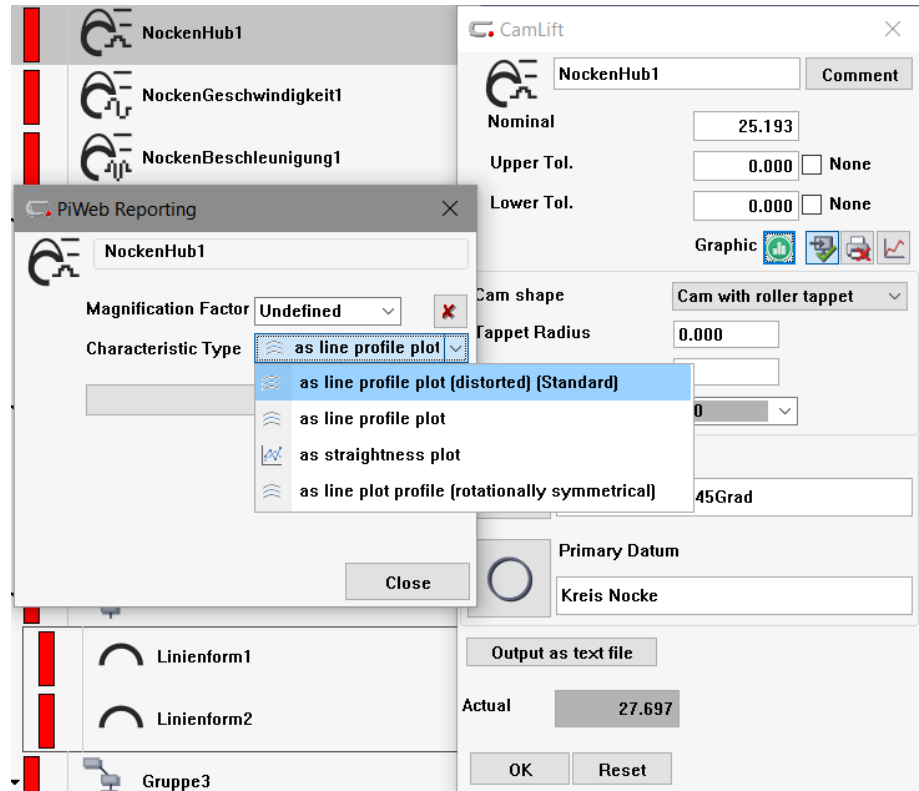 NockenHub1
NockenGeschwindigkeit1
NockenBeschleunigung1
PiWeb Reporting
NockenHub1
Magnification Factor Undefined
Characteristic Type as line profile plot
as line profile plot (distorted) (Standard)
as line profile plot
as straightness plot
as line plot profile (rotationally symmetrical)
Close
Linienform1
Linienform2
Gruppe3
CamLift
NockenHub1 Comment
Nominal 25.193
Upper Tol. 0.000 None
Lower Tol. 0.000 None
Graphic
Cam shape Cam with roller tappet
Tappet Radius 0.000
0
45Grad
Primary Datum
Kreis Nocke
Output as text file
Actual 27.697
OK Reset